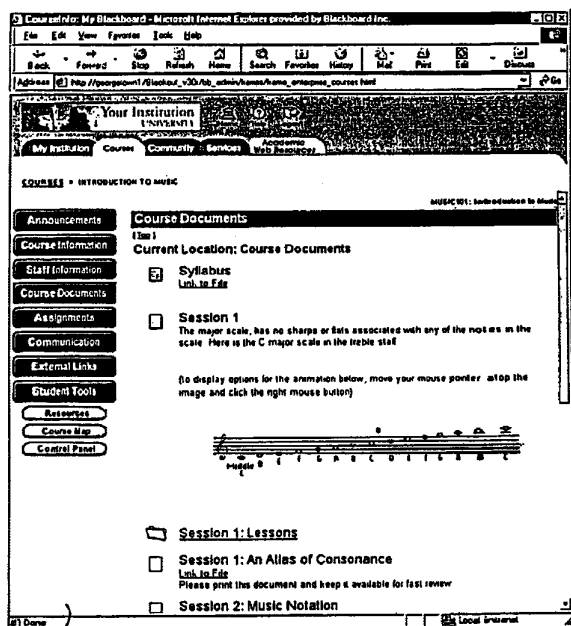 CourseInfo: My Blackboard - Microsoft Internet Explorer provided by Blackboard Inc.
File Edit View Favorites Tools Help
Back Forward Stop Refresh Home Search Favorites History Mail Print Edit Discuss
Address Go
Your Institution
UNIVERSITY
My Institution Courses Community Services Academic Web Resources
COURSES > INTRODUCTION TO MUSIC
MUSIC101: Introduction to Music
Announcements
Course Information
Staff Information
Course Documents
Assignments
Communication
External Links
Student Tools
Resources
Course Map
Control Panel
Course Documents
[Top]
Current Location: Course Documents
Syllabus
Link to File
Session 1
The major scale, has no sharps or flats associated with any of the notes in the
scale. Here is the C major scale in the treble staff
(to display options for the animation below, move your mouse pointer atop the
image and click the right mouse button)
Middle
C
Session 1: Lessons
Session 1: An Atlas of Consonance
Link to File
Please print this document and keep it available for fast review
Session 2: Music Notation
Done
Local intranet